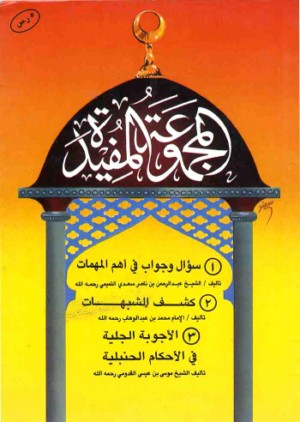 ٥ رس
المجموعة المفيدة
١ سؤال وجواب في أهم المهمات
تأليف / الشيخ عبدالرحمن بن ناصر سعدي التميمي رحمه الله
٢ كشف الشبهات
تأليف / الإمام محمد بن عبدالوهاب رحمه الله
٣ الأجوبة الجلية
في الأحكام الحنبلية
تأليف الشيخ موسى بن عيسى القدومي رحمه الله